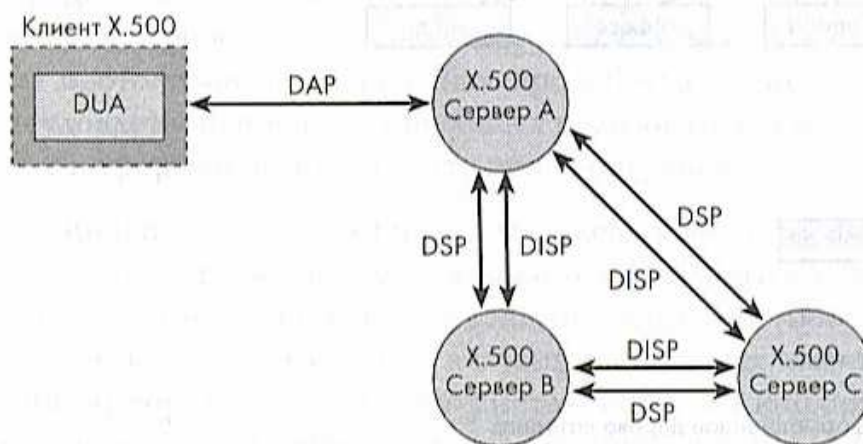 Клиент X.500
DUA
DAP
X.500
Сервер A
DSP
DISP
DSP
DISP
X.500
Сервер B
DISP
DSP
X.500
Сервер C